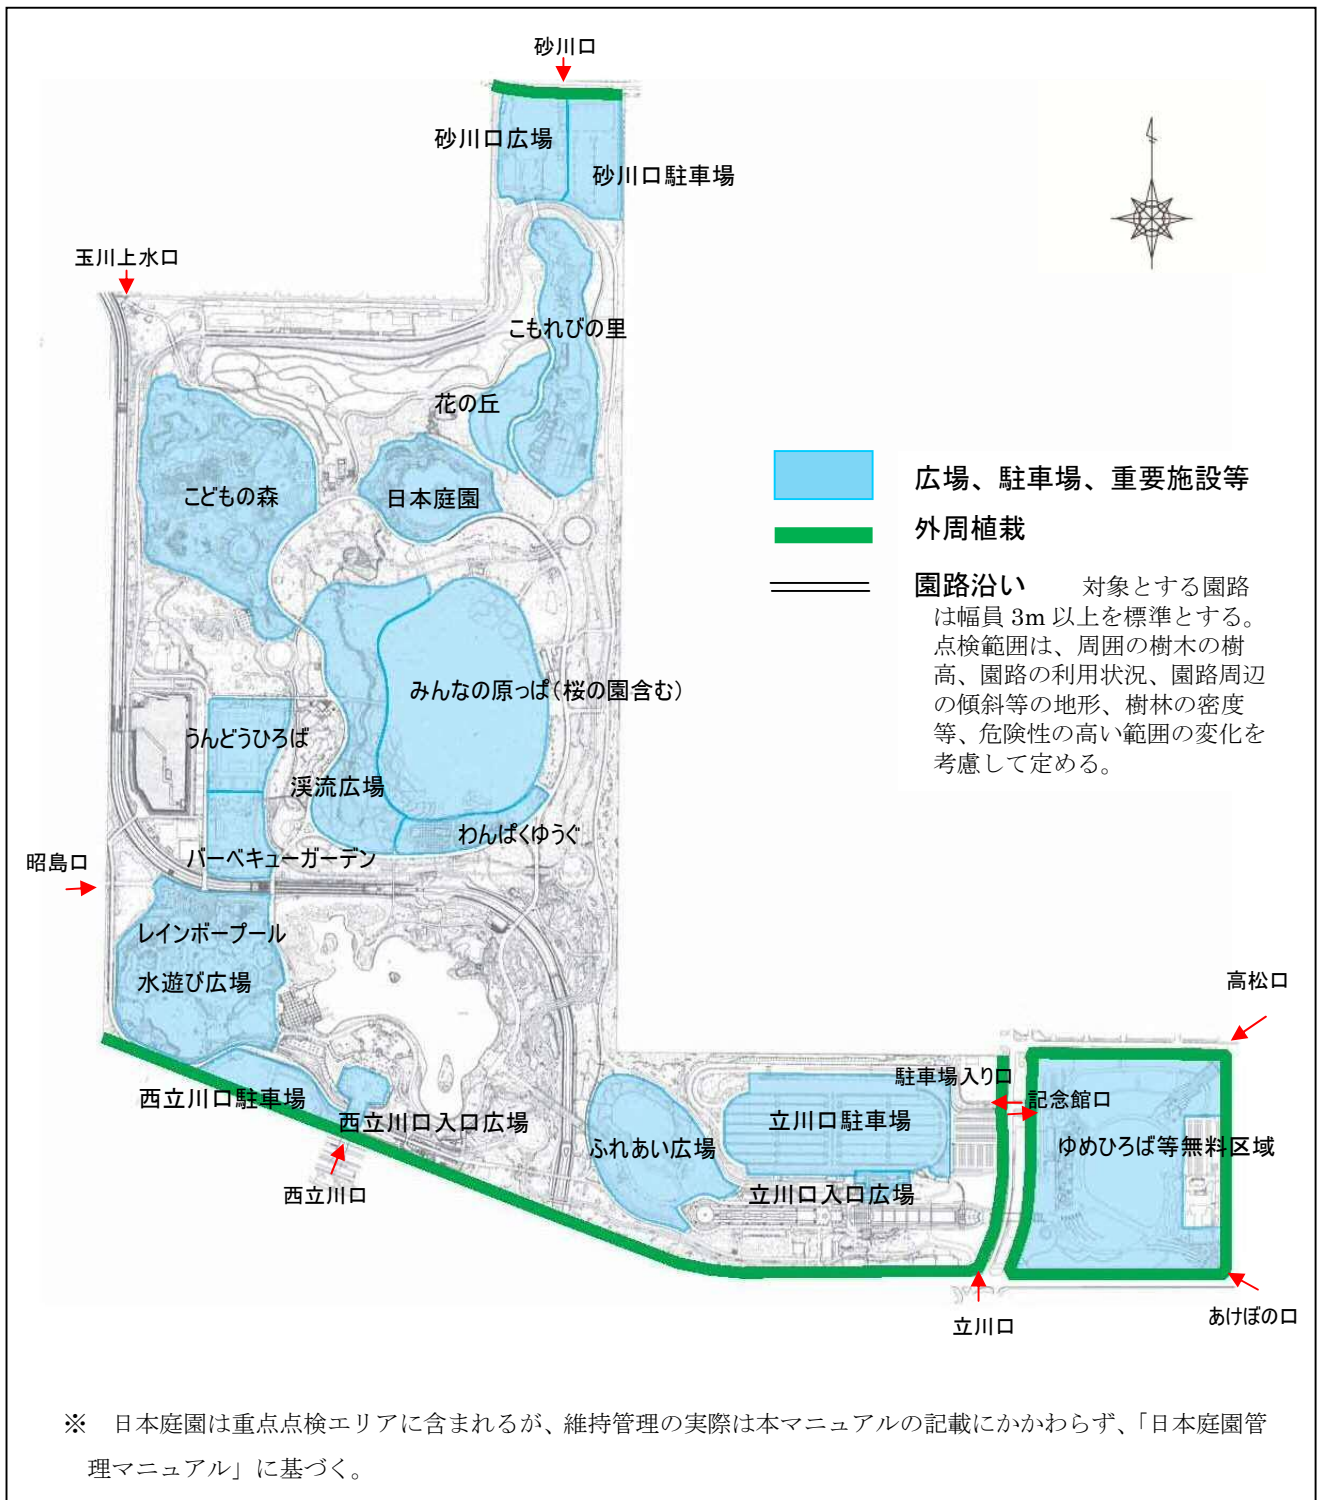 砂川口
砂川口広場
砂川口駐車場
玉川上水口
こもれびの里
花の丘
こどもの森
日本庭園
広場、駐車場、重要施設等
外周植栽
園路沿い 対象とする園路
は幅員 3m 以上を標準とする。
点検範囲は、周囲の樹木の樹
高、園路の利用状況、園路周辺
の傾斜等の地形、樹林の密度
等、危険性の高い範囲の変化を
考慮して定める。
みんなの原っぱ(桜の園含む)
うんどうひろば
渓流広場
わんぱくゆうぐ
バーベキューガーデン
昭島口
レインボープール
水遊び広場
高松口
駐車場入り口
記念館口
西立川口駐車場
西立川口入口広場
立川口駐車場
ふれあい広場
ゆめひろば等無料区域
西立川口
立川口入口広場
立川口
あけぼの口
※ 日本庭園は重点点検エリアに含まれるが、維持管理の実際は本マニュアルの記載にかかわらず、「日本庭園管
理マニュアル」に基づく。